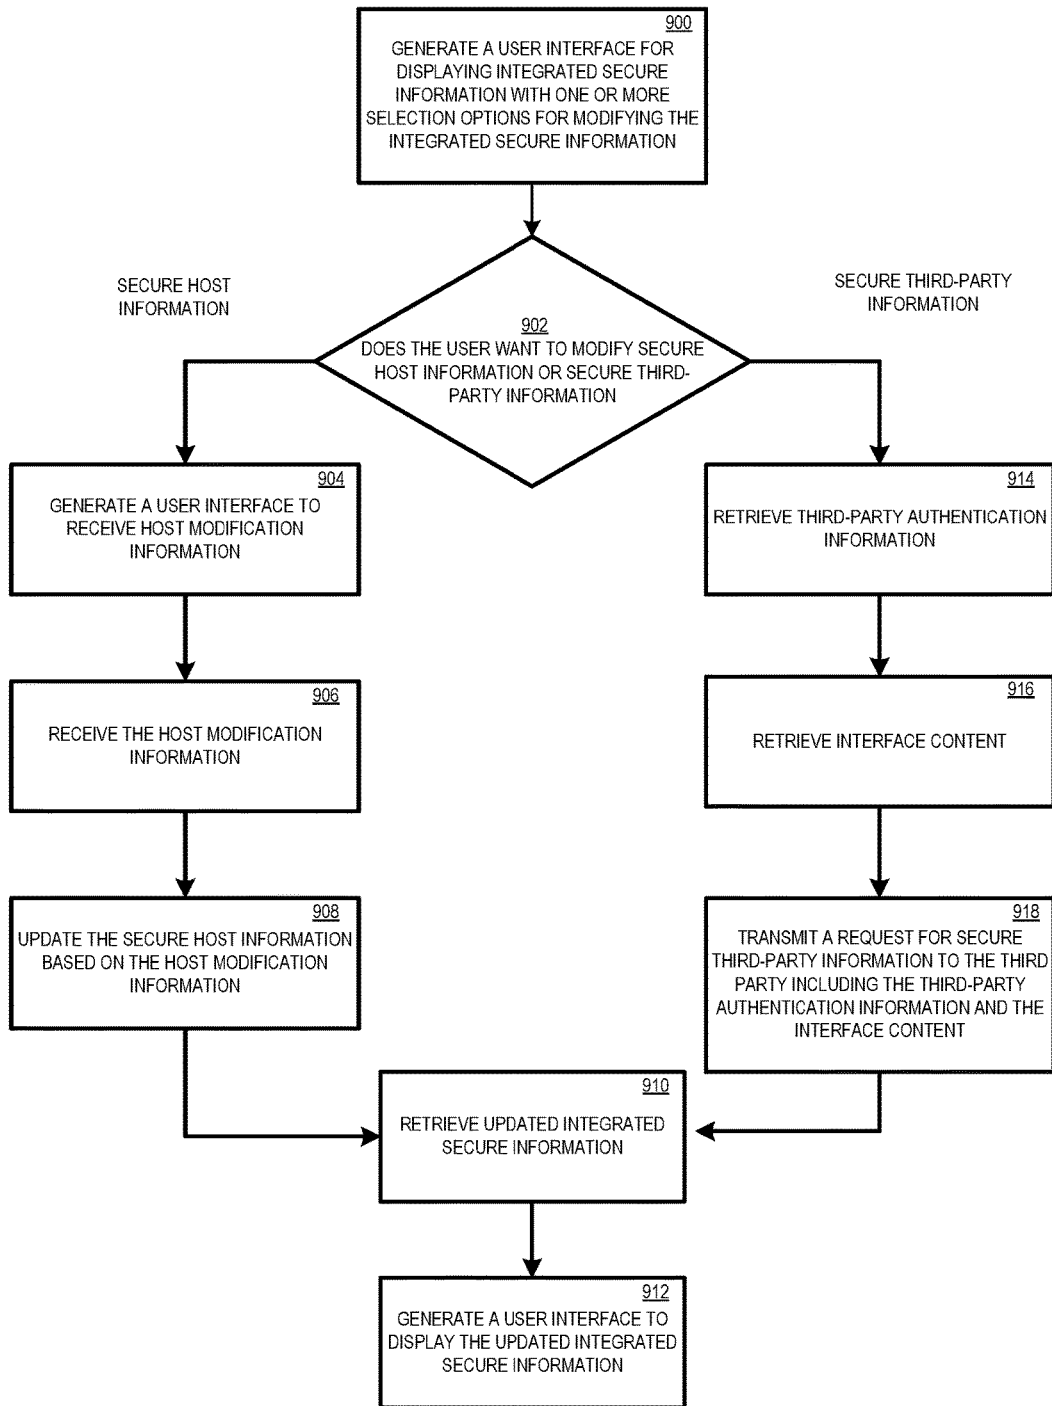 900
GENERATE A USER INTERFACE FOR
DISPLAYING INTEGRATED SECURE
INFORMATION WITH ONE OR MORE
SELECTION OPTIONS FOR MODIFYING THE
INTEGRATED SECURE INFORMATION
SECURE HOST
INFORMATION
SECURE THIRD-PARTY
INFORMATION
902
DOES THE USER WANT TO MODIFY SECURE
HOST INFORMATION OR SECURE THIRD-
PARTY INFORMATION
904
GENERATE A USER INTERFACE TO
RECEIVE HOST MODIFICATION
INFORMATION
914
RETRIEVE THIRD-PARTY AUTHENTICATION
INFORMATION
906
RECEIVE THE HOST MODIFICATION
INFORMATION
916
RETRIEVE INTERFACE CONTENT
908
UPDATE THE SECURE HOST INFORMATION
BASED ON THE HOST MODIFICATION
INFORMATION
918
TRANSMIT A REQUEST FOR SECURE
THIRD-PARTY INFORMATION TO THE THIRD
PARTY INCLUDING THE THIRD-PARTY
AUTHENTICATION INFORMATION AND THE
INTERFACE CONTENT
910
RETRIEVE UPDATED INTEGRATED
SECURE INFORMATION
912
GENERATE A USER INTERFACE TO
DISPLAY THE UPDATED INTEGRATED
SECURE INFORMATION